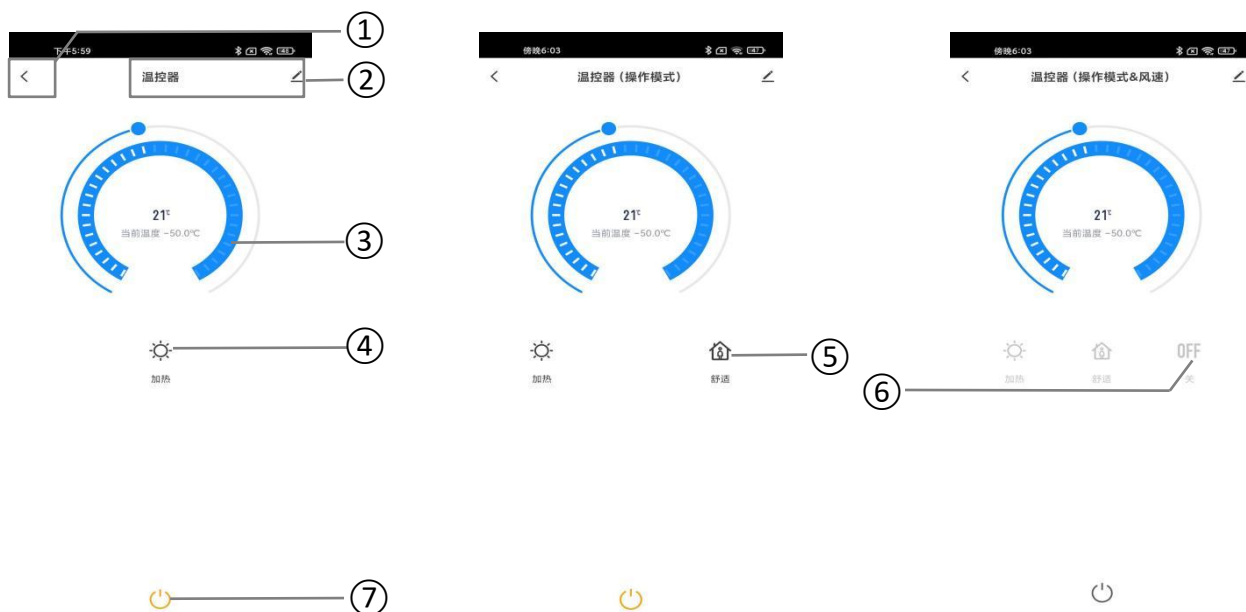 ①
下午5:59
48
<
温控器
②
21℃
当前温度 -50.0℃
③
④
加热
⑦
傍晚6:03
47
<
温控器（操作模式）
21℃
当前温度 -50.0℃
加热
舒适
⑤
傍晚6:03
47
<
温控器（操作模式&风速）
21℃
当前温度 -50.0℃
OFF
加热
舒适
关
⑥